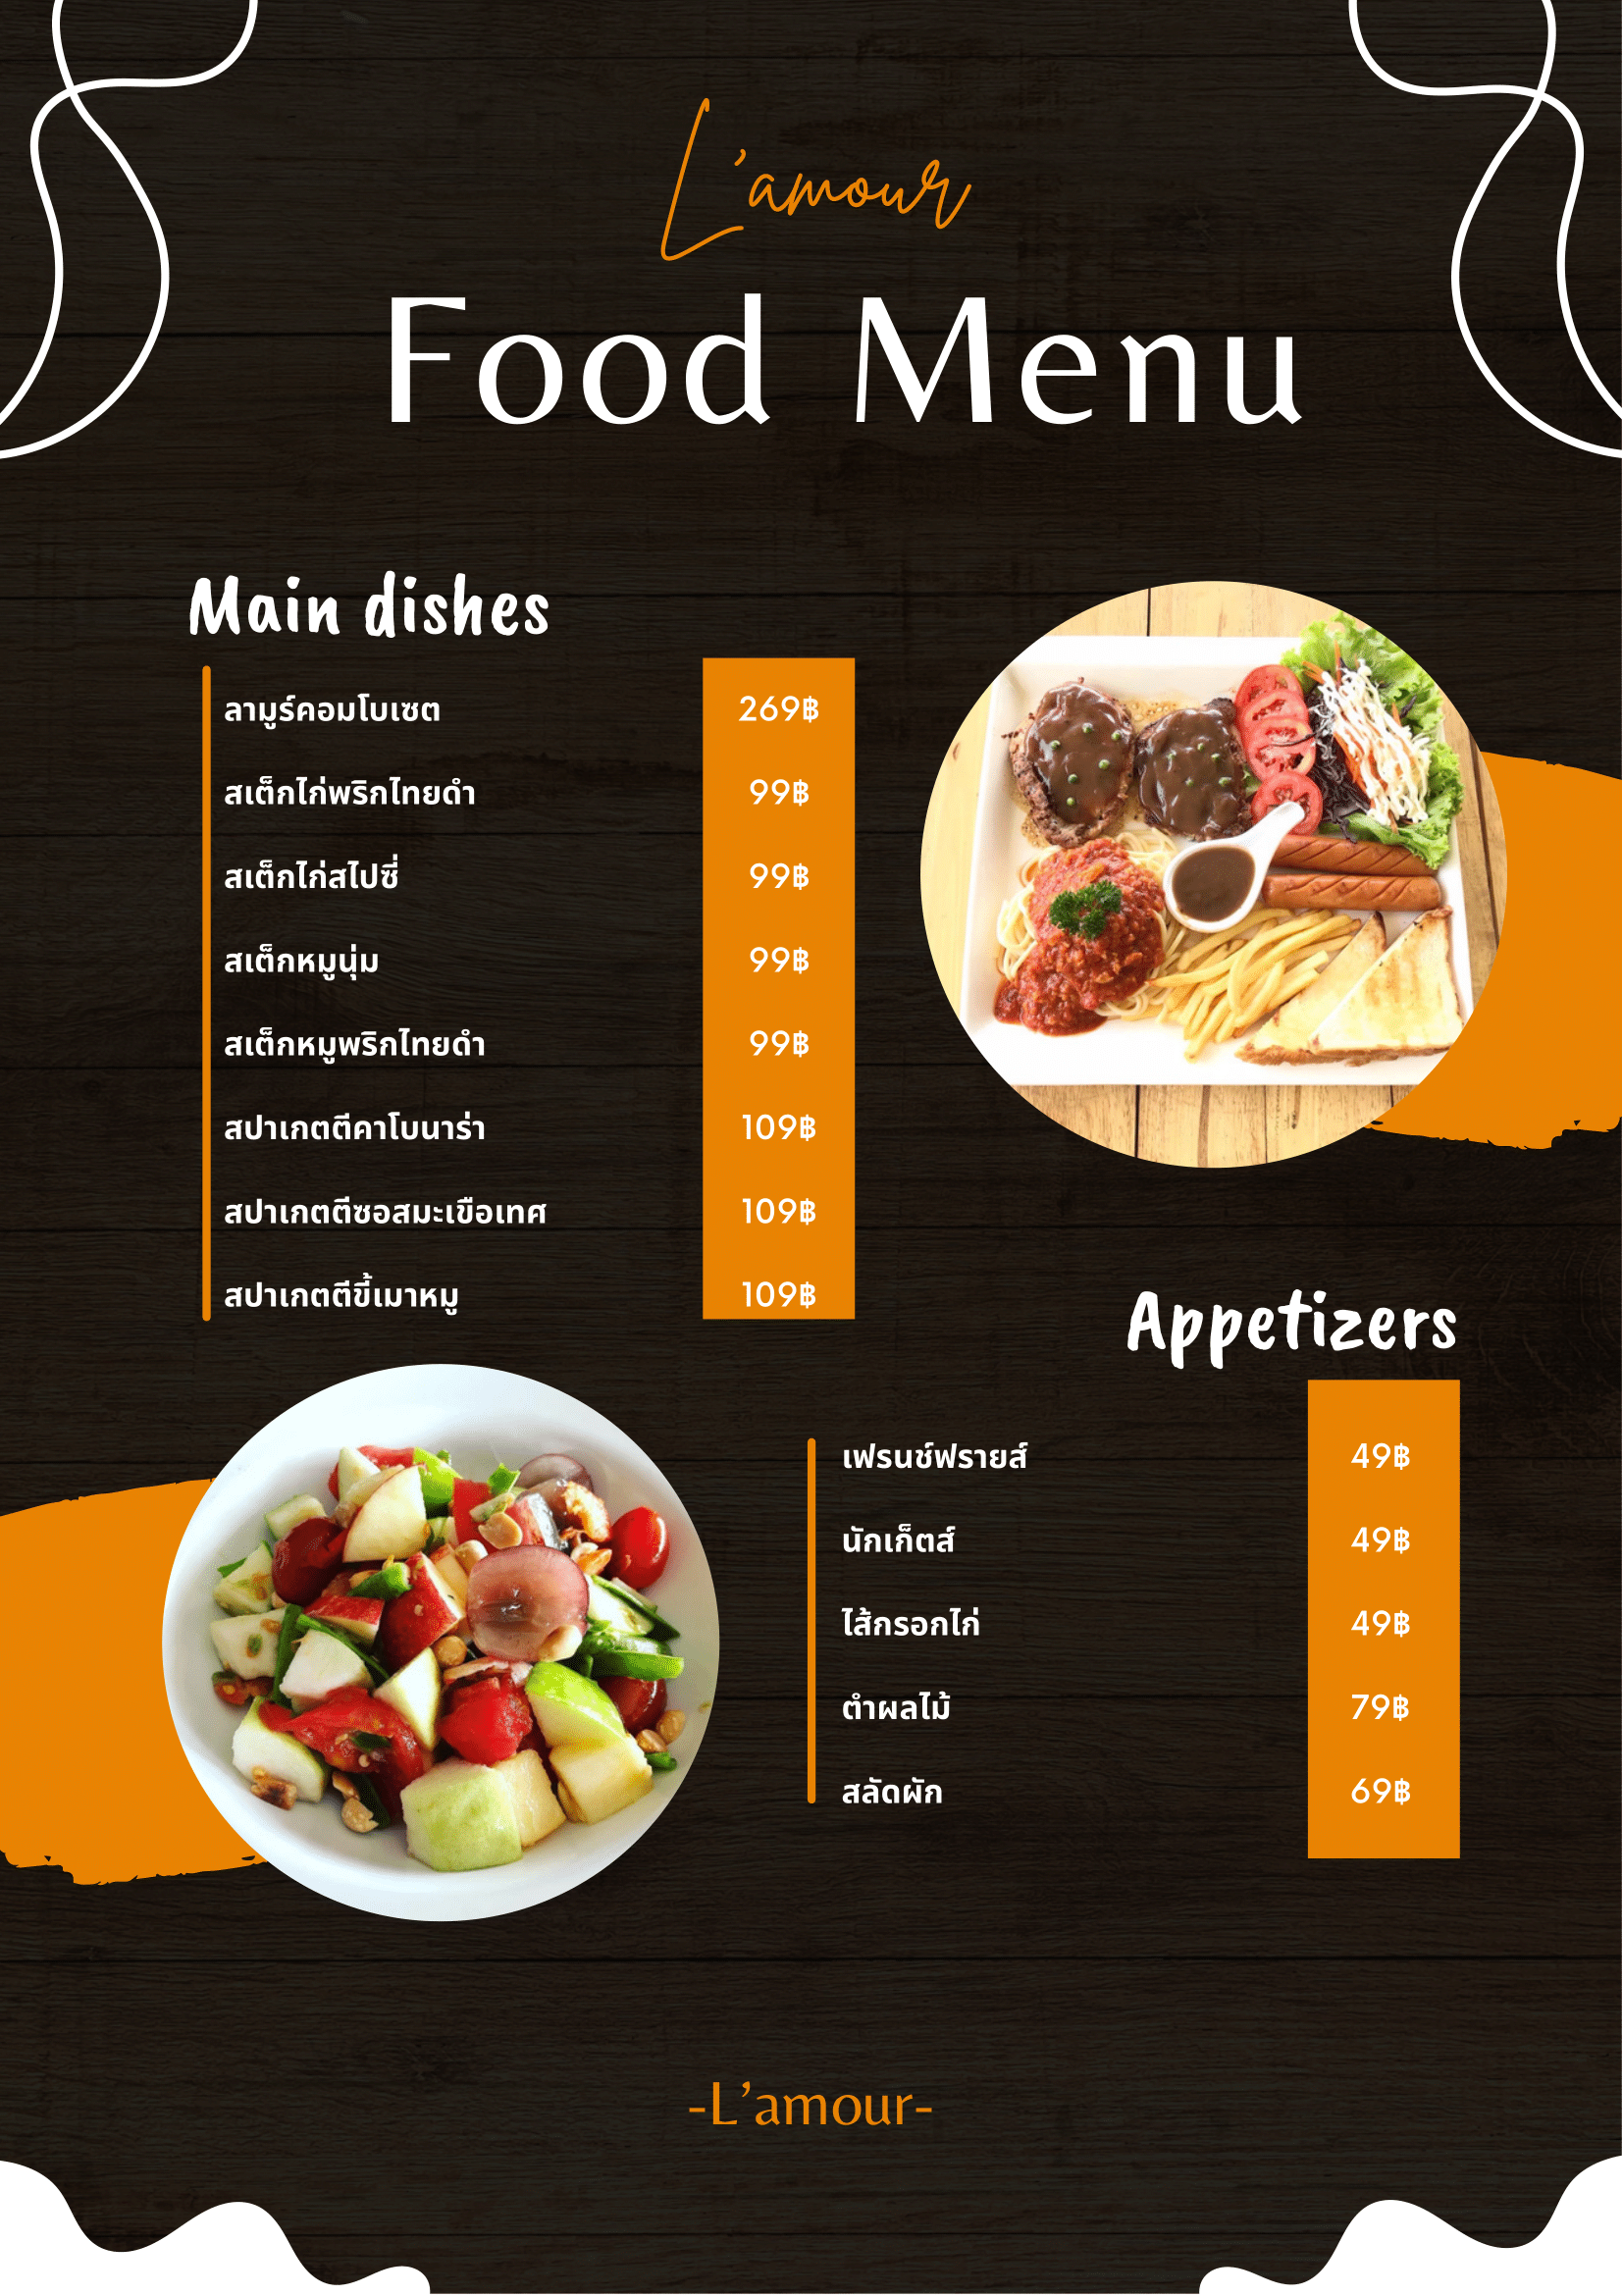 L'amour
Food Menu
Main dishes
ลามูร์คอมโบเซต 269฿
สเต็กไก่พริกไทยดำ 99฿
สเต็กไก่สไปซี่ 99฿
สเต็กหมูนุ่ม 99฿
สเต็กหมูพริกไทยดำ 99฿
สปาเกตตีคาโบนาร่า 109฿
สปาเกตตีซอสมะเขือเทศ 109฿
สปาเกตตีขี้เมาหมู 109฿
Appetizers
เฟรนช์ฟรายส์ 49฿
นักเก็ตส์ 49฿
ไส้กรอกไก่ 49฿
ตำผลไม้ 79฿
สลัดผัก 69฿
-L'amour-